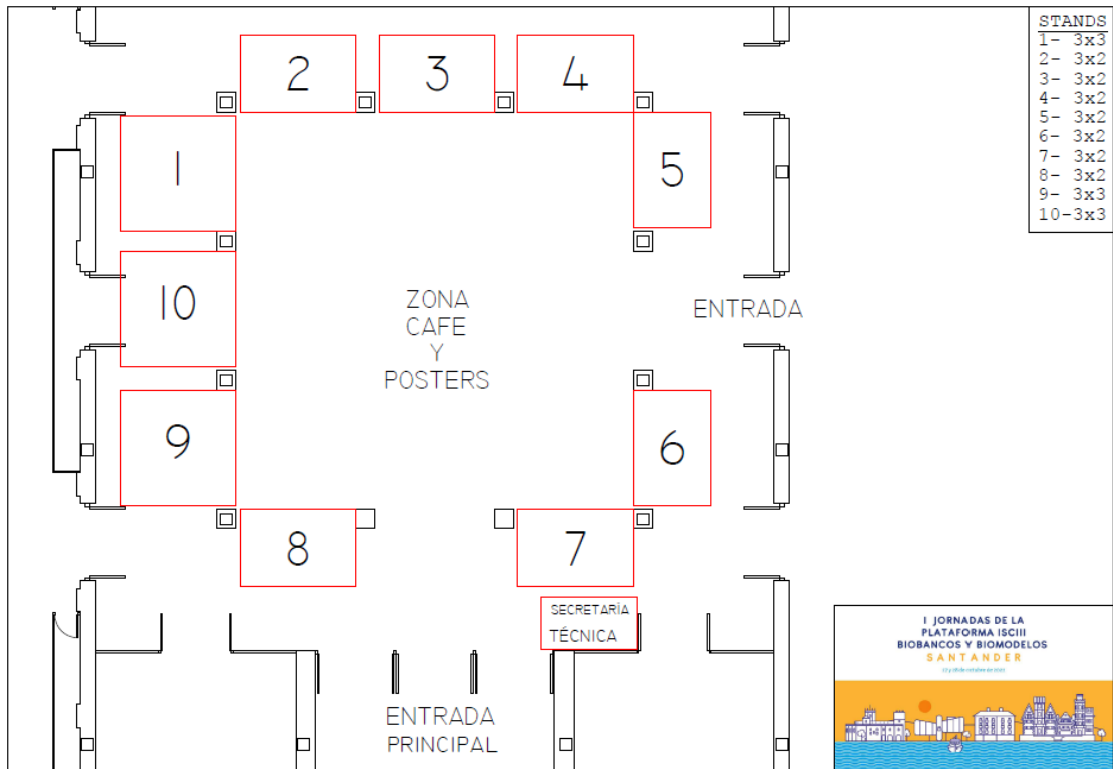 2
3
4
1
5
10
ZONA
CAFE
Y
POSTERS
ENTRADA
9
6
8
7
SECRETARÍA
TÉCNICA
ENTRADA
PRINCIPAL
STANDS
1- 3x3
2- 3x2
3- 3x2
4- 3x2
5- 3x2
6- 3x2
7- 3x2
8- 3x2
9- 3x3
10-3x3
I JORNADAS DE LA
PLATAFORMA ISCIII
BIOBANCOS Y BIOMODELOS
SANTANDER